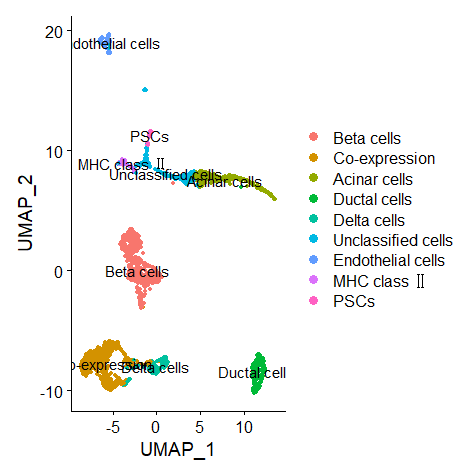 20
10
0
-10
-5
0
5
10
UMAP_2
UMAP_1
ndothelial cells
PSCs
MHC class Ⅱ
Unclassified cells
Acinar cells
Beta cells
o-expression
Delta cells
Ductal cell
Beta cells
Co-expression
Acinar cells
Ductal cells
Delta cells
Unclassified cells
Endothelial cells
MHC class Ⅱ
PSCs